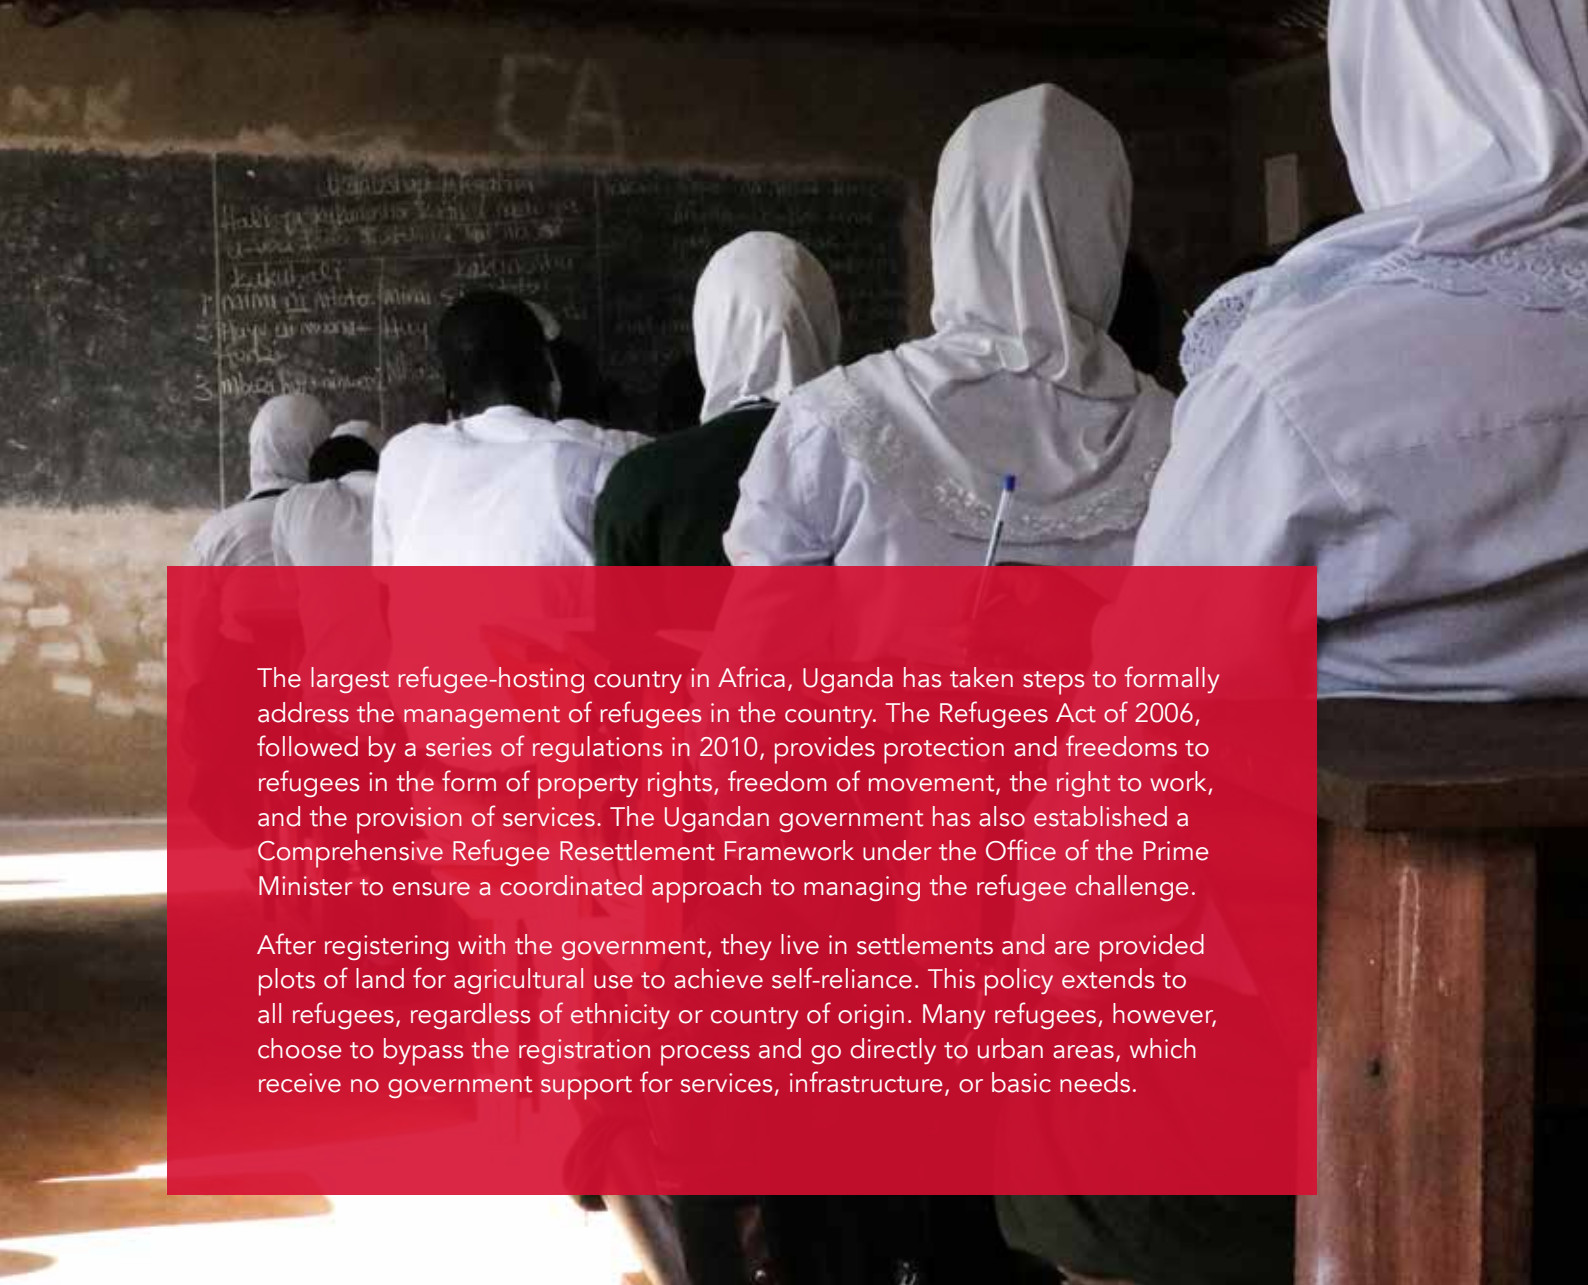 MK
CA
1. mimi ni
The largest refugee-hosting country in Africa, Uganda has taken steps to formally
address the management of refugees in the country. The Refugees Act of 2006,
followed by a series of regulations in 2010, provides protection and freedoms to
refugees in the form of property rights, freedom of movement, the right to work,
and the provision of services. The Ugandan government has also established a
Comprehensive Refugee Resettlement Framework under the Office of the Prime
Minister to ensure a coordinated approach to managing the refugee challenge.
After registering with the government, they live in settlements and are provided
plots of land for agricultural use to achieve self-reliance. This policy extends to
all refugees, regardless of ethnicity or country of origin. Many refugees, however,
choose to bypass the registration process and go directly to urban areas, which
receive no government support for services, infrastructure, or basic needs.